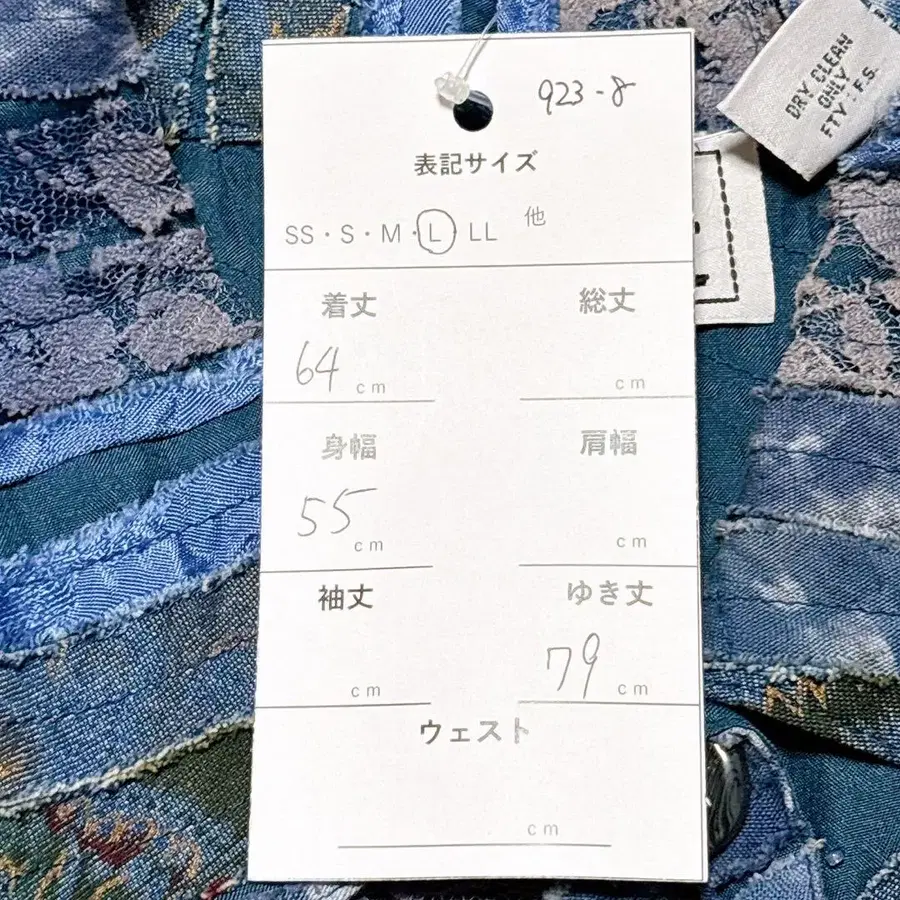 923-8
表記サイズ
SS・S・M・L・LL 他
着丈 総丈
64 cm cm
身幅 肩幅
55 cm cm
袖丈 ゆき丈
cm 79 cm
ウェスト
cm
DRY CLEAN
ONLY
FTY : F.S.